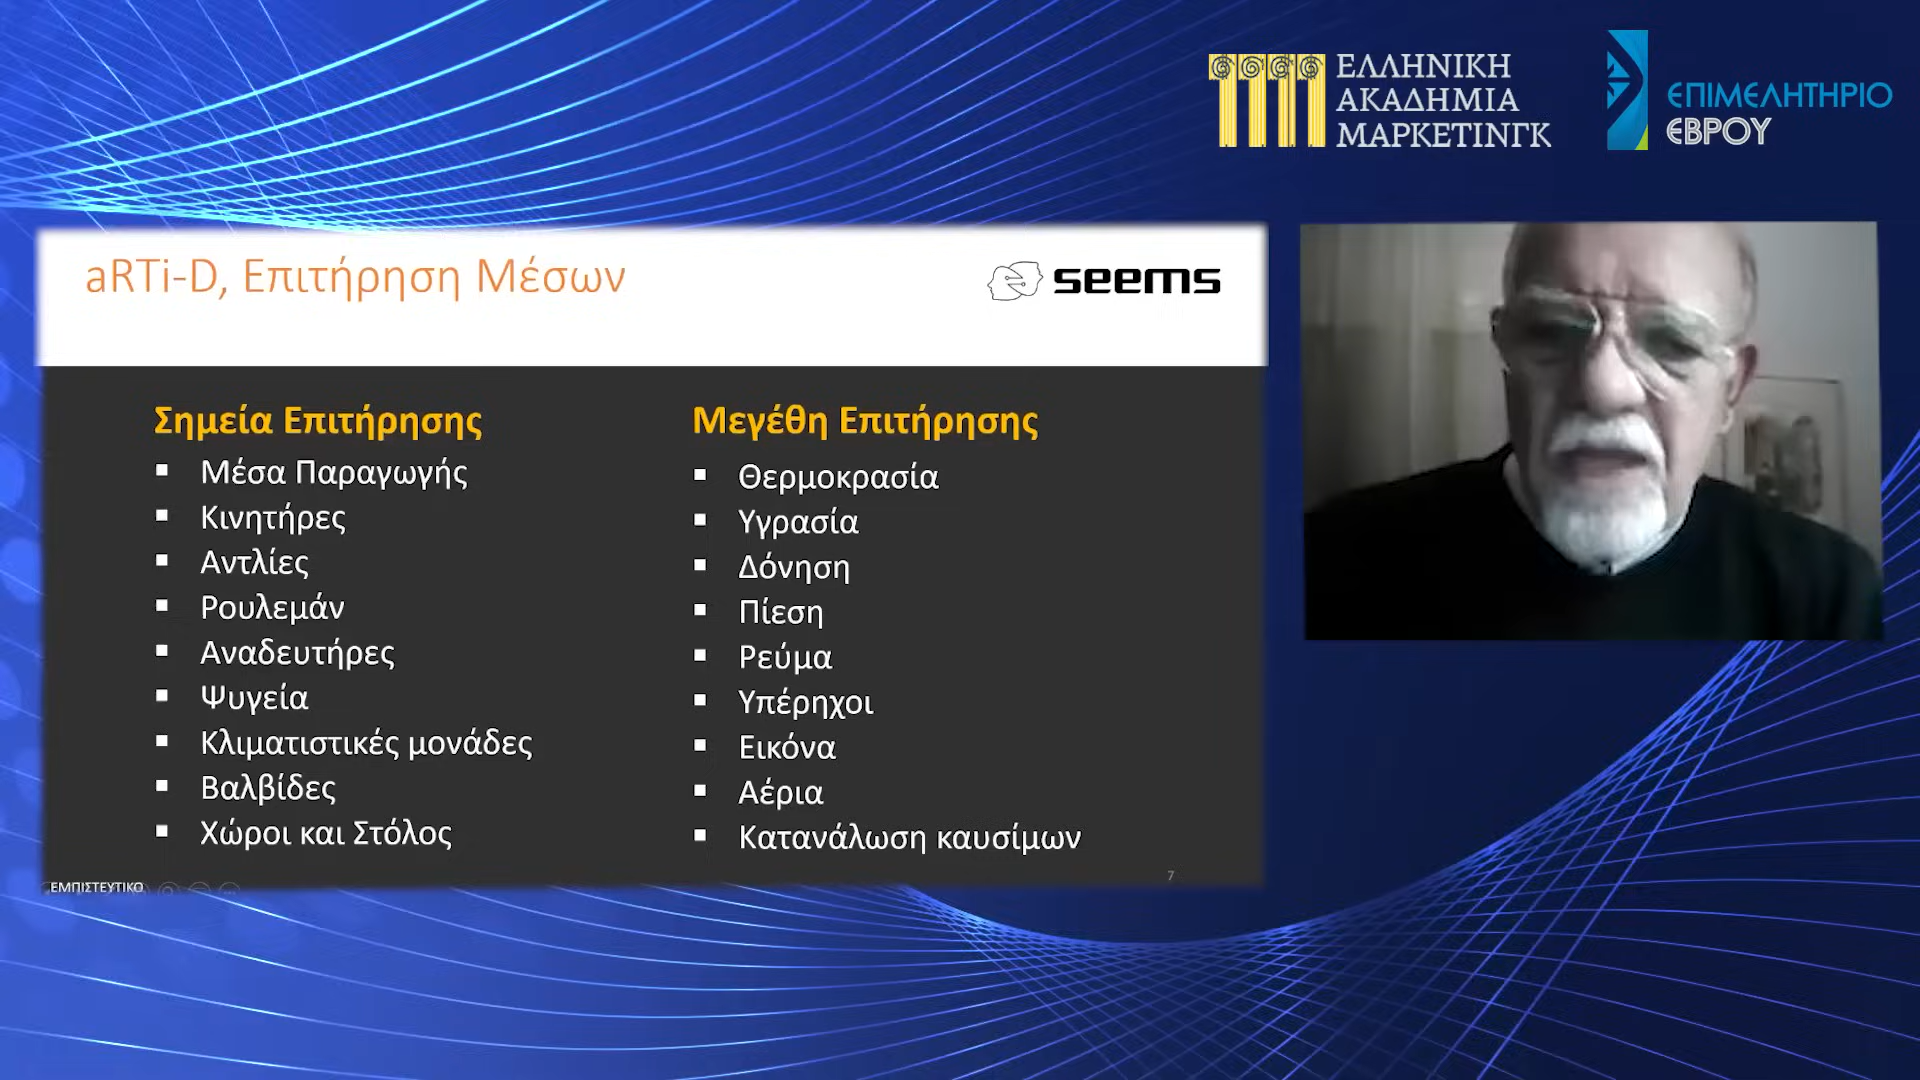 ΕΛΛΗΝΙΚΗ
ΑΚΑΔΗΜΙΑ
ΜΑΡΚΕΤΙΝΓΚ
ΕΠΙΜΕΛΗΤΗΡΙΟ
ΕΒΡΟΥ
aRTi-D, Επιτήρηση Μέσων
seems
Σημεία Επιτήρησης
Μέσα Παραγωγής
Κινητήρες
Αντλίες
Ρουλεμάν
Αναδευτήρες
Ψυγεία
Κλιματιστικές μονάδες
Βαλβίδες
Χώροι και Στόλος
Μεγέθη Επιτήρησης
Θερμοκρασία
Υγρασία
Δόνηση
Πίεση
Ρεύμα
Υπέρηχοι
Εικόνα
Αέρια
Κατανάλωση καυσίμων
ΕΜΠΙΣΤΕΥΤΙΚΟ
7